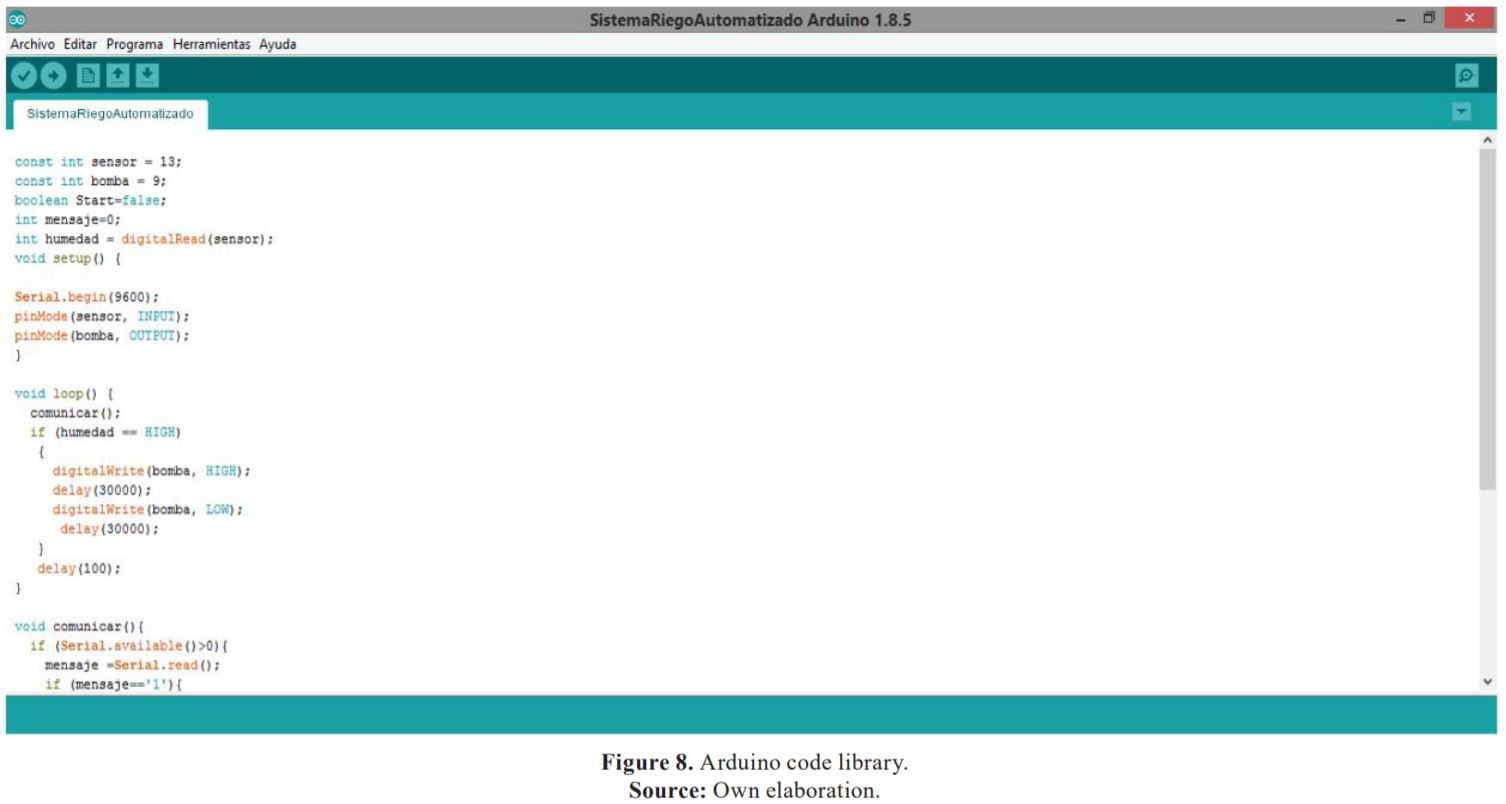 SistemaRiegoAutomatizado Arduino 1.8.5
Archivo Editar Programa Herramientas Ayuda
SistemaRiegoAutomatizado
const int sensor = 13;
const int bomba = 9;
boolean Start=false;
int mensaje=0;
int humedad = digitalRead(sensor);
void setup() {
Serial.begin(9600);
pinMode(sensor, INPUT);
pinMode(bomba, OUTPUT);
}
void loop() {
comunicar();
if (humedad == HIGH)
{
digitalWrite(bomba, HIGH);
delay(30000);
digitalWrite(bomba, LOW);
delay(30000);
}
delay(100);
}
void comunicar(){
if (Serial.available()>0){
mensaje =Serial.read();
if (mensaje=='1'){
Figure 8. Arduino code library.
Source: Own elaboration.